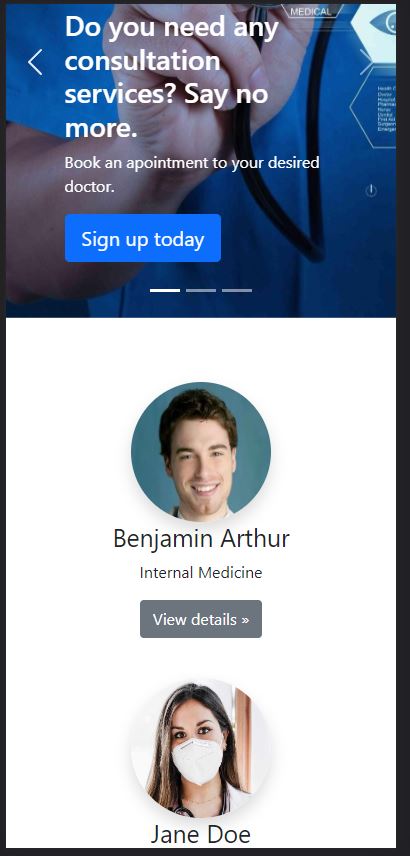 MEDICAL
Do you need any
consultation
services? Say no
more.
Book an apointment to your desired
doctor.
Sign up today
Benjamin Arthur
Internal Medicine
View details »
Jane Doe